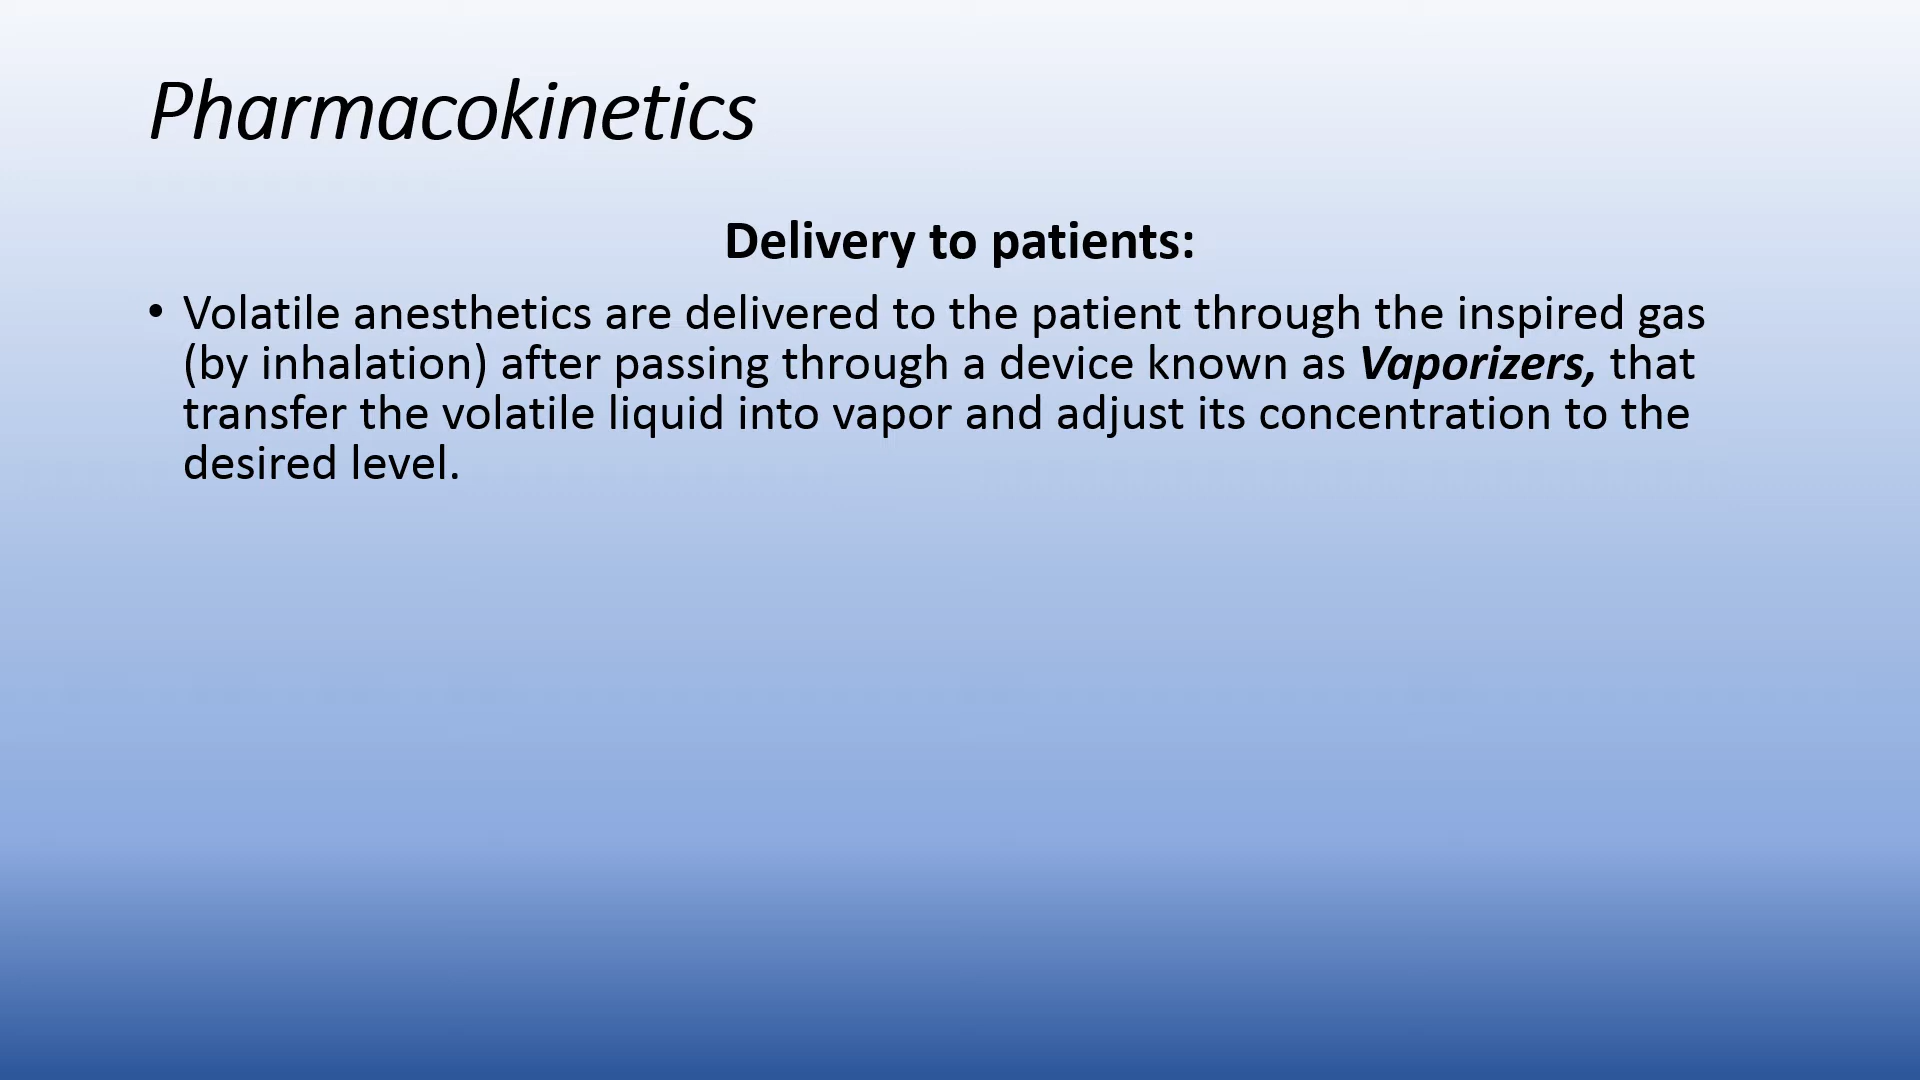 Pharmacokinetics
Delivery to patients:
• Volatile anesthetics are delivered to the patient through the inspired gas
(by inhalation) after passing through a device known as Vaporizers, that
transfer the volatile liquid into vapor and adjust its concentration to the
desired level.